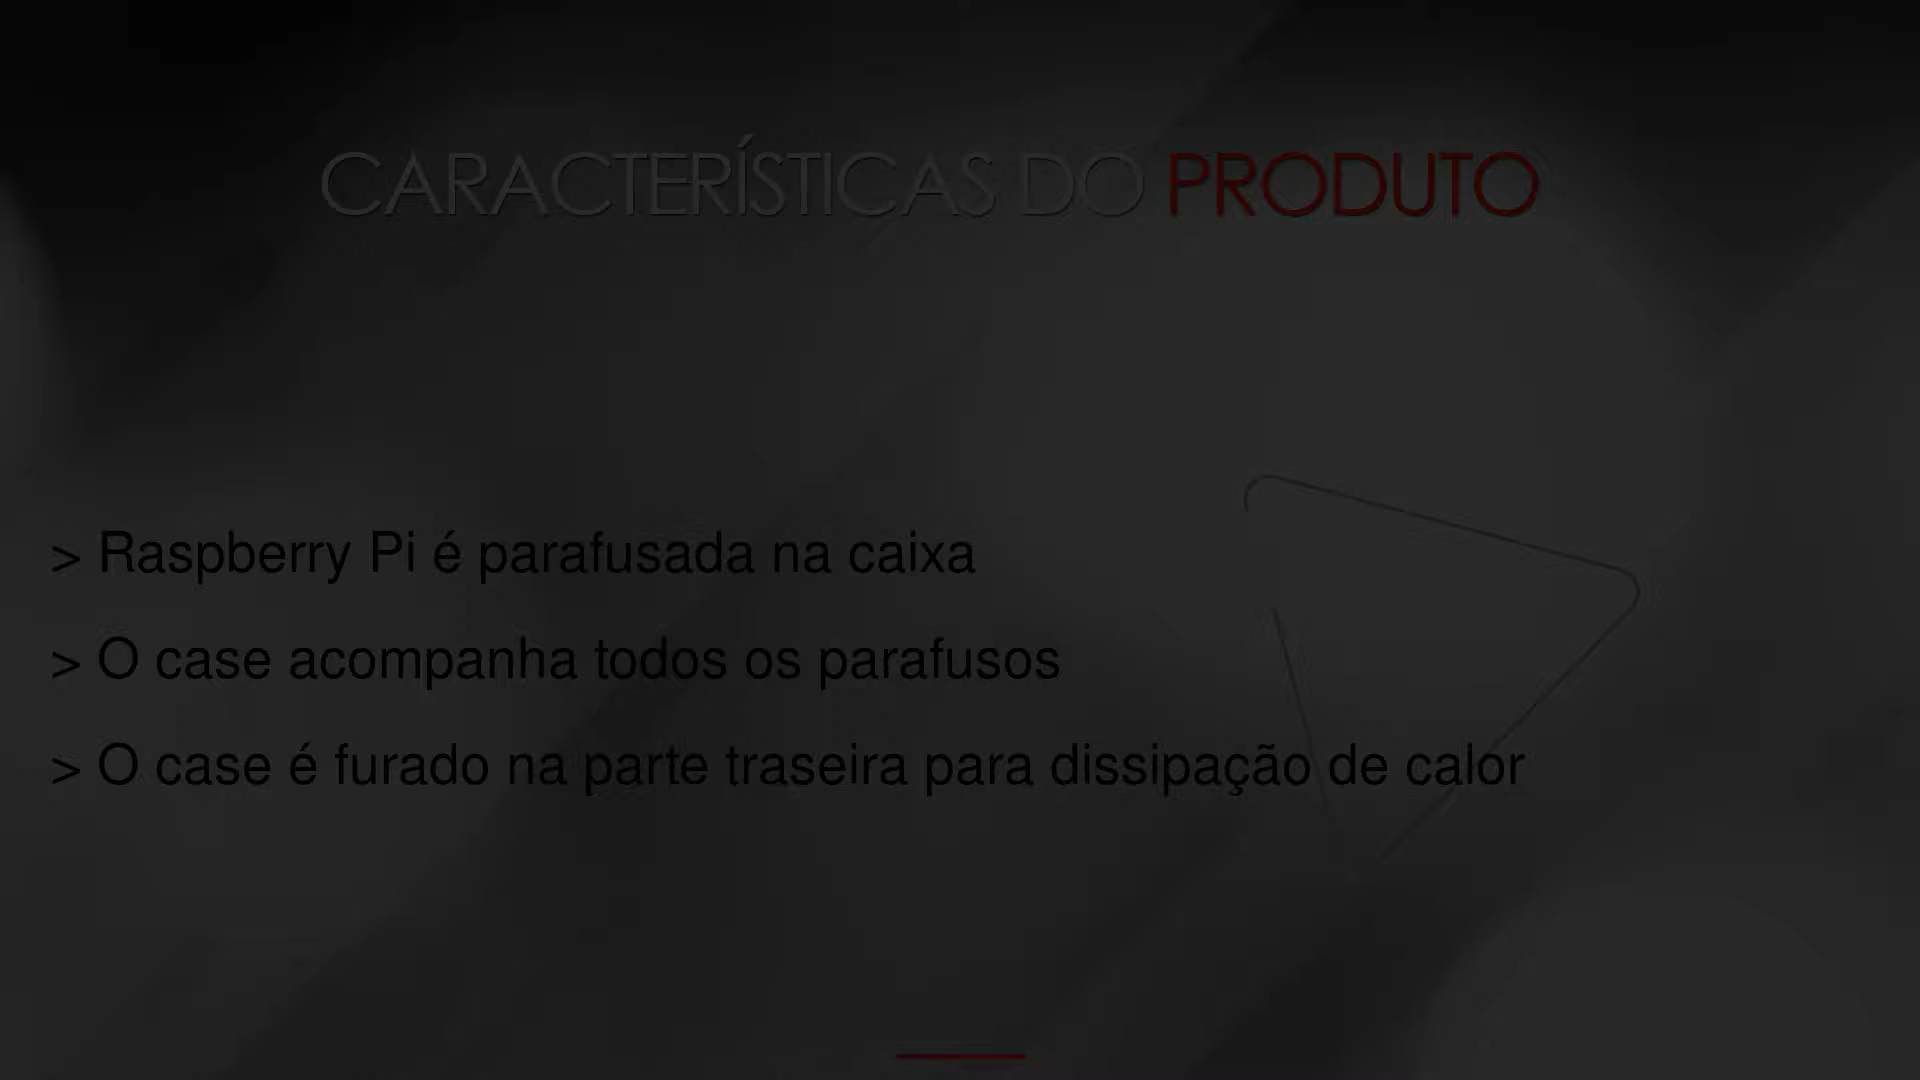 CARACTERÍSTICAS DO PRODUTO
> Raspberry Pi é parafusada na caixa
> O case acompanha todos os parafusos
> O case é furado na parte traseira para dissipação de calor